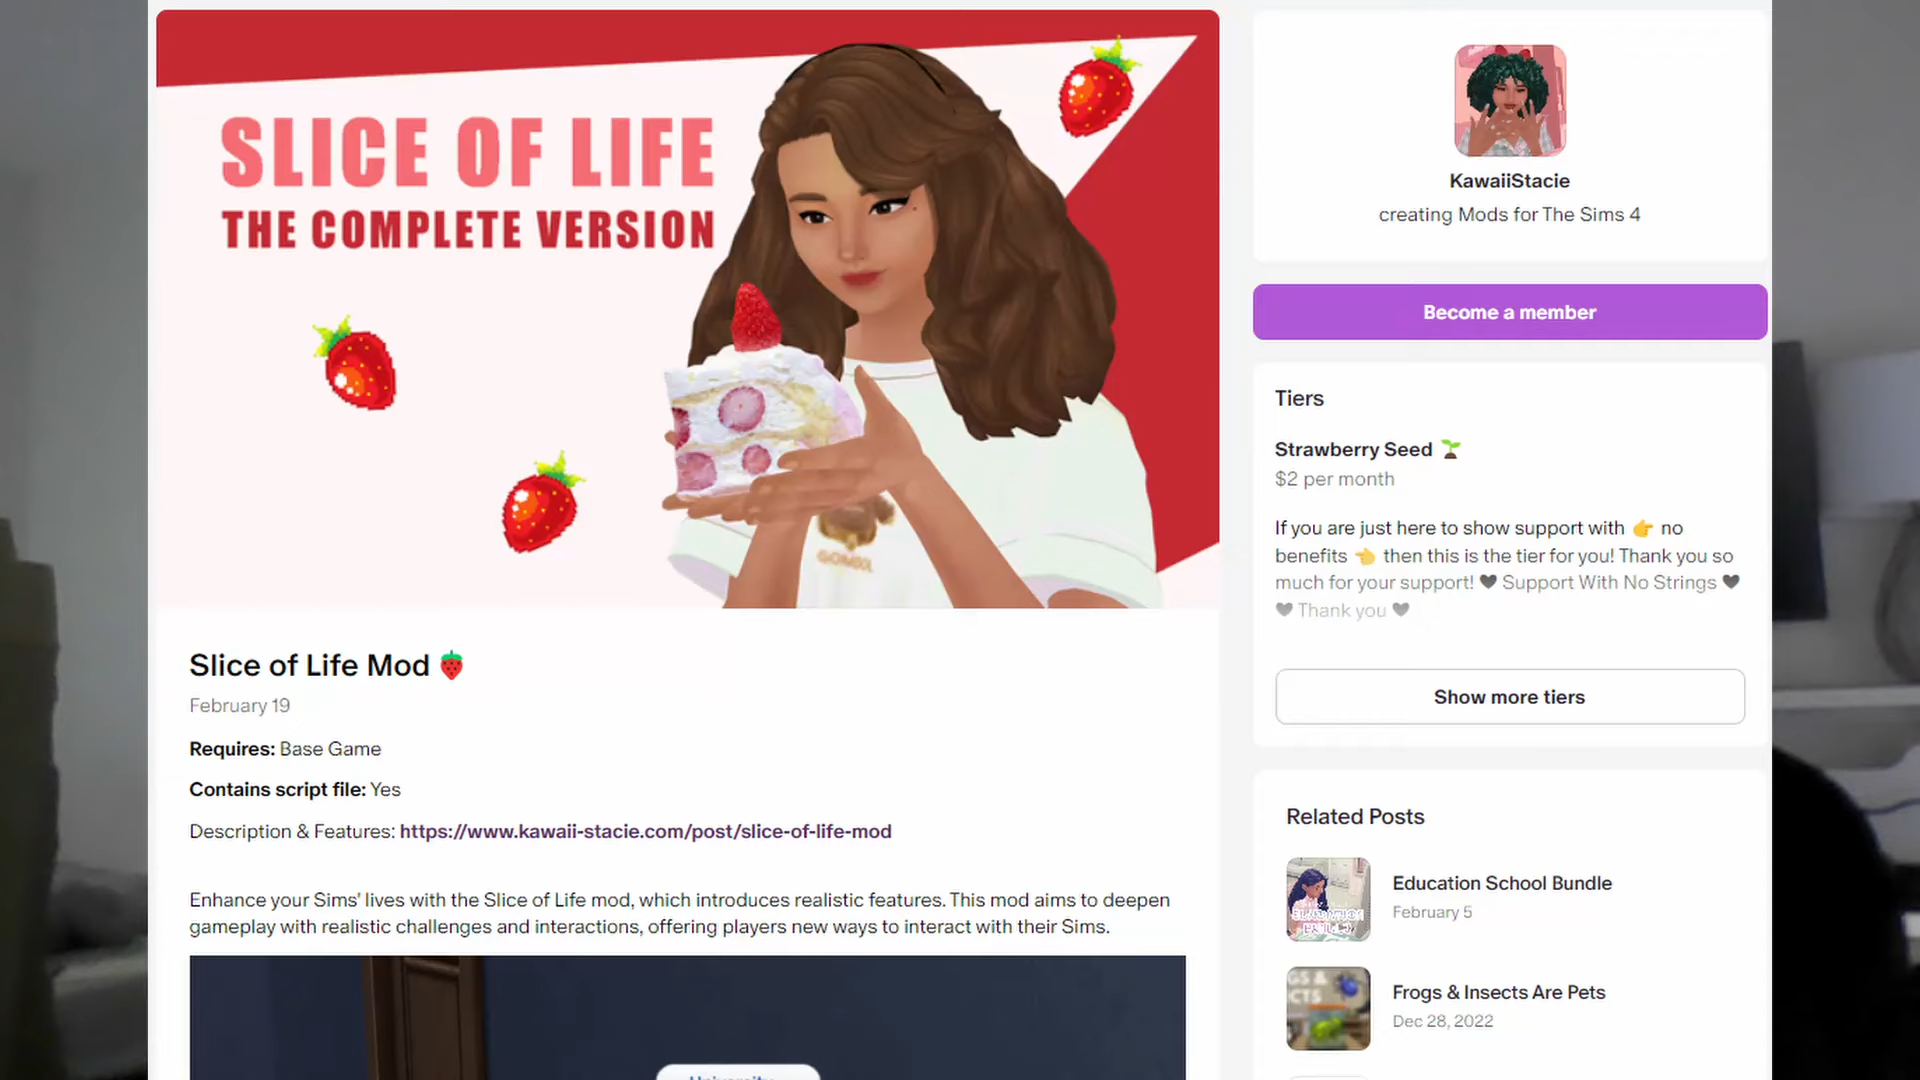 SLICE OF LIFE
THE COMPLETE VERSION
GOMDOL
Slice of Life Mod 🍓
February 19
Requires: Base Game
Contains script file: Yes
Description & Features: https://www.kawaii-stacie.com/post/slice-of-life-mod
Enhance your Sims' lives with the Slice of Life mod, which introduces realistic features. This mod aims to deepen
gameplay with realistic challenges and interactions, offering players new ways to interact with their Sims.
KawaiiStacie
creating Mods for The Sims 4
Become a member
Tiers
Strawberry Seed 🌱
$2 per month
If you are just here to show support with 👉 no
benefits 👈 then this is the tier for you! Thank you so
much for your support! ♥ Support With No Strings ♥
♥ Thank you ♥
Show more tiers
Related Posts
Education School Bundle
February 5
Frogs & Insects Are Pets
Dec 28, 2022